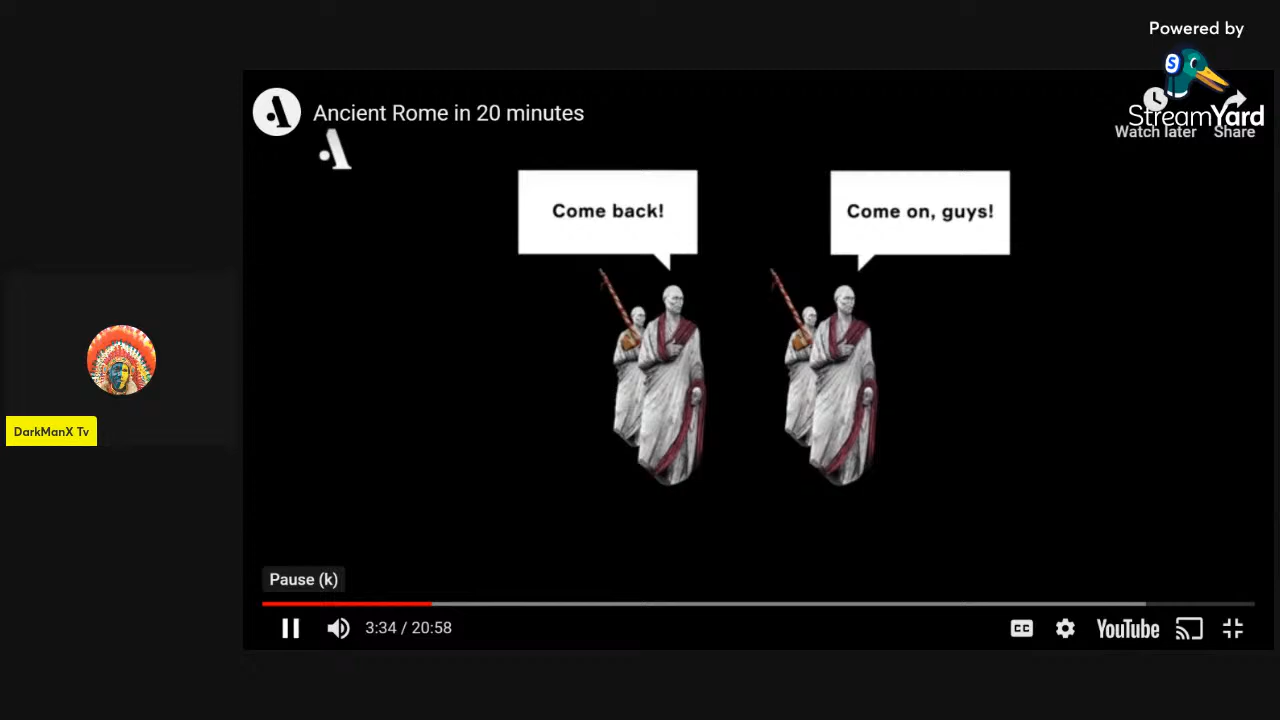 Powered by
StreamYard
Ancient Rome in 20 minutes
Watch later Share
Come back!
Come on, guys!
DarkManX Tv
Pause (k)
3:34 / 20:58
CC
YouTube